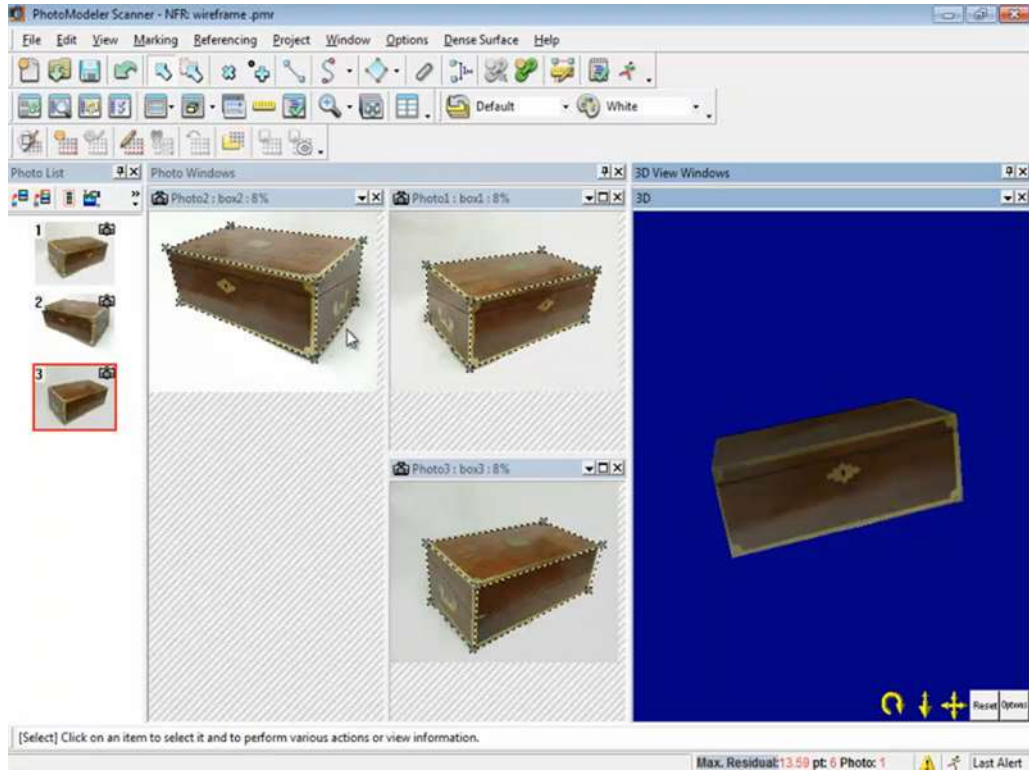 PhotoModeler Scanner - NFR: wireframe .pmr
File Edit View Marking Referencing Project Window Options Dense Surface Help
Default White
Photo List
Photo Windows
3D View Windows
Photo2 : box2 : 8%
Photo1 : box1 : 8%
3D
1
2
3
Photo3 : box3 : 8%
Reset Options
[Select] Click on an item to select it and to perform various actions or view information.
Max. Residual:13.59 pt: 6 Photo: 1 Last Alert